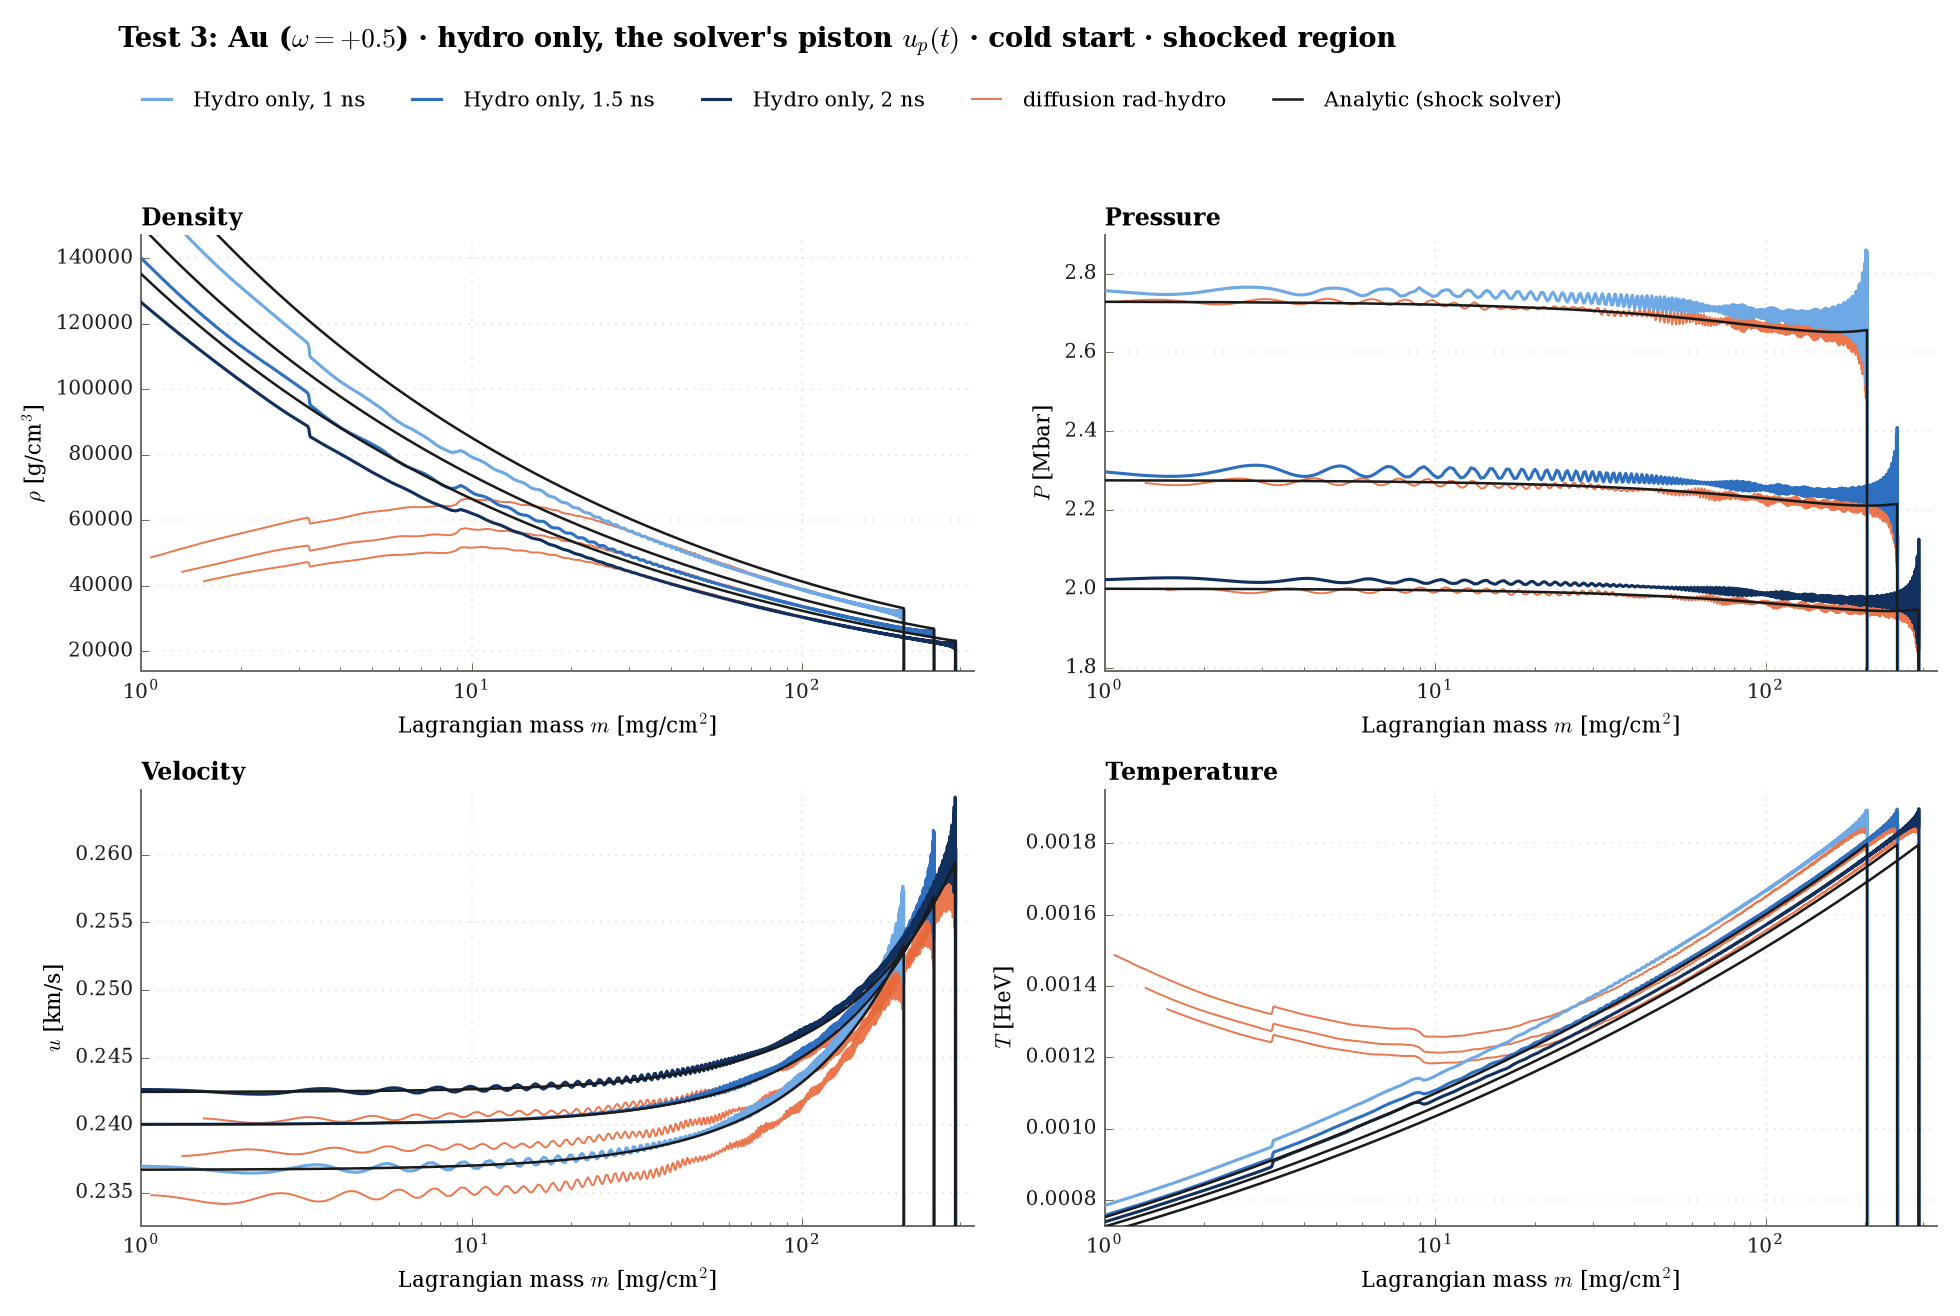 Test 3: Au (ω = +0.5) · hydro only, the solver's piston u_p(t) · cold start · shocked region
Hydro only, 1 ns
Hydro only, 1.5 ns
Hydro only, 2 ns
diffusion rad-hydro
Analytic (shock solver)
Density
140000
120000
100000
80000
60000
40000
20000
ρ [g/cm³]
10⁰
10¹
10²
Lagrangian mass m [mg/cm²]
Pressure
2.8
2.6
2.4
2.2
2.0
1.8
P [Mbar]
10⁰
10¹
10²
Lagrangian mass m [mg/cm²]
Velocity
0.260
0.255
0.250
0.245
0.240
0.235
u [km/s]
10⁰
10¹
10²
Lagrangian mass m [mg/cm²]
Temperature
0.0018
0.0016
0.0014
0.0012
0.0010
0.0008
T [HeV]
10⁰
10¹
10²
Lagrangian mass m [mg/cm²]